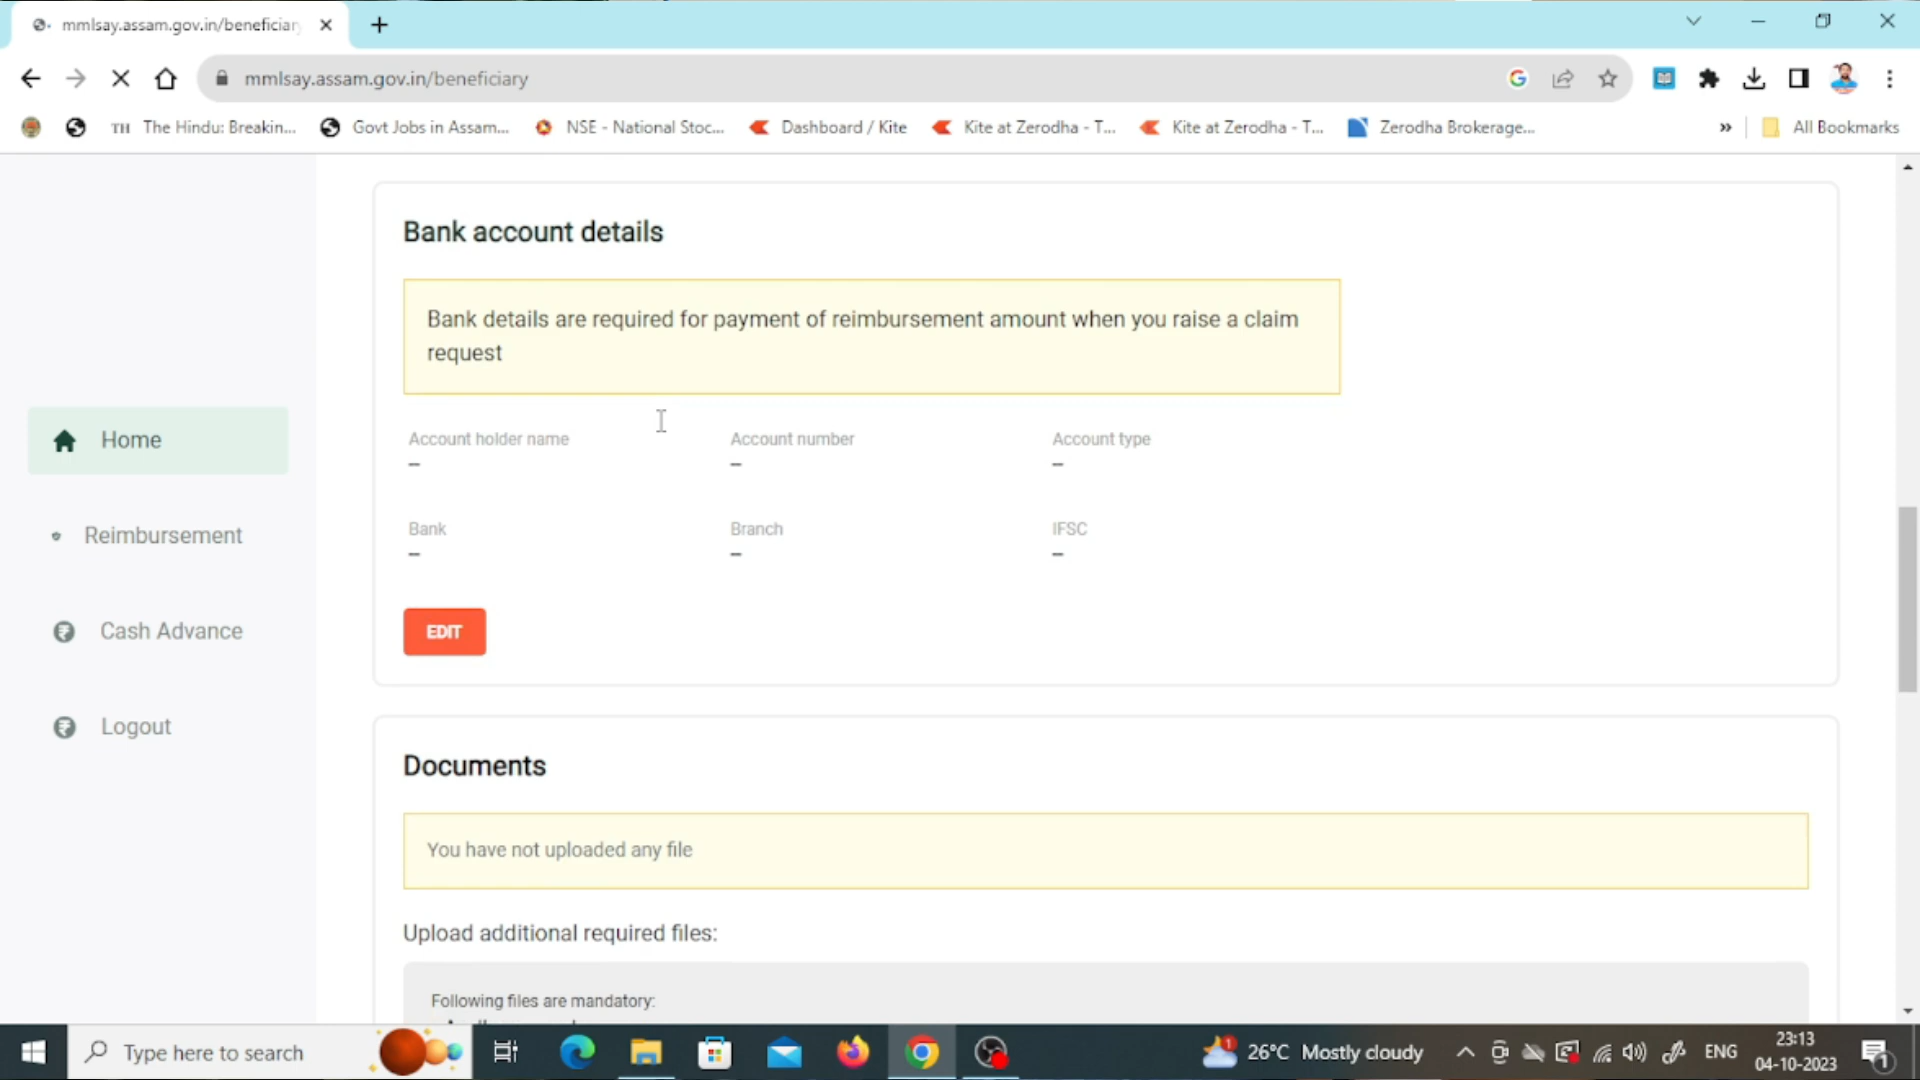 mmlsay.assam.gov.in/beneficiary
mmlsay.assam.gov.in/beneficiary
TH The Hindu: Breakin...
Govt Jobs in Assam...
NSE - National Stoc...
Dashboard / Kite
Kite at Zerodha - T...
Kite at Zerodha - T...
Zerodha Brokerage...
»
All Bookmarks
Home
Reimbursement
Cash Advance
Logout
Bank account details
Bank details are required for payment of reimbursement amount when you raise a claim
request
Account holder name Account number Account type
– – –
Bank Branch IFSC
– – –
EDIT
Documents
You have not uploaded any file
Upload additional required files:
Following files are mandatory:
Type here to search
26°C Mostly cloudy
ENG
23:13
04-10-2023
1